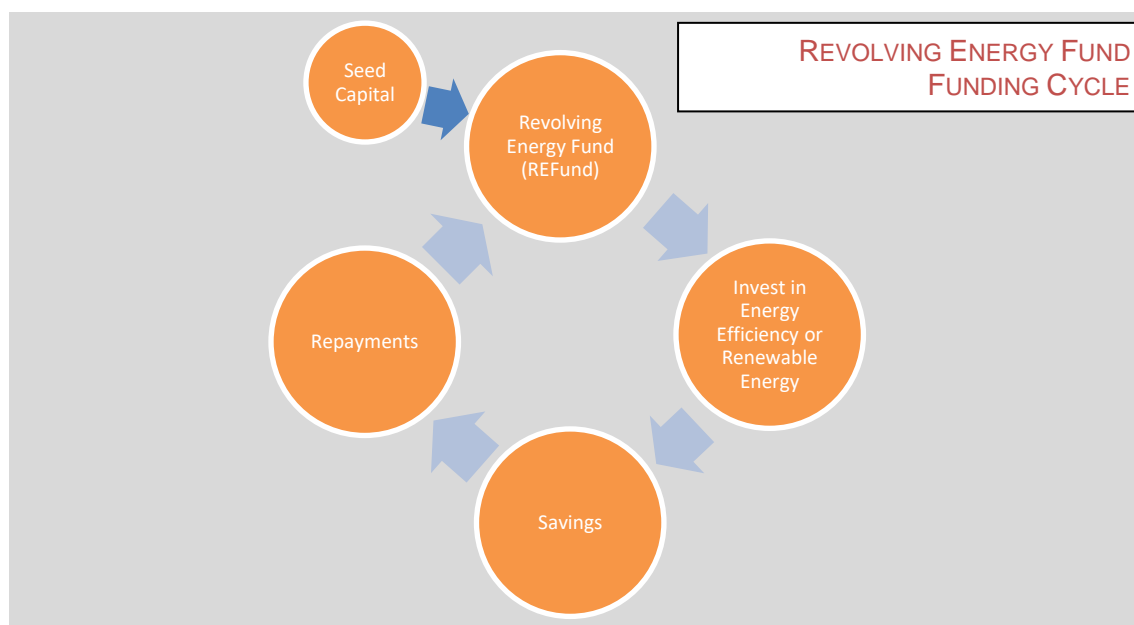 REVOLVING ENERGY FUND
FUNDING CYCLE
Seed
Capital
Revolving
Energy Fund
(REFund)
Invest in
Energy
Efficiency or
Renewable
Energy
Savings
Repayments